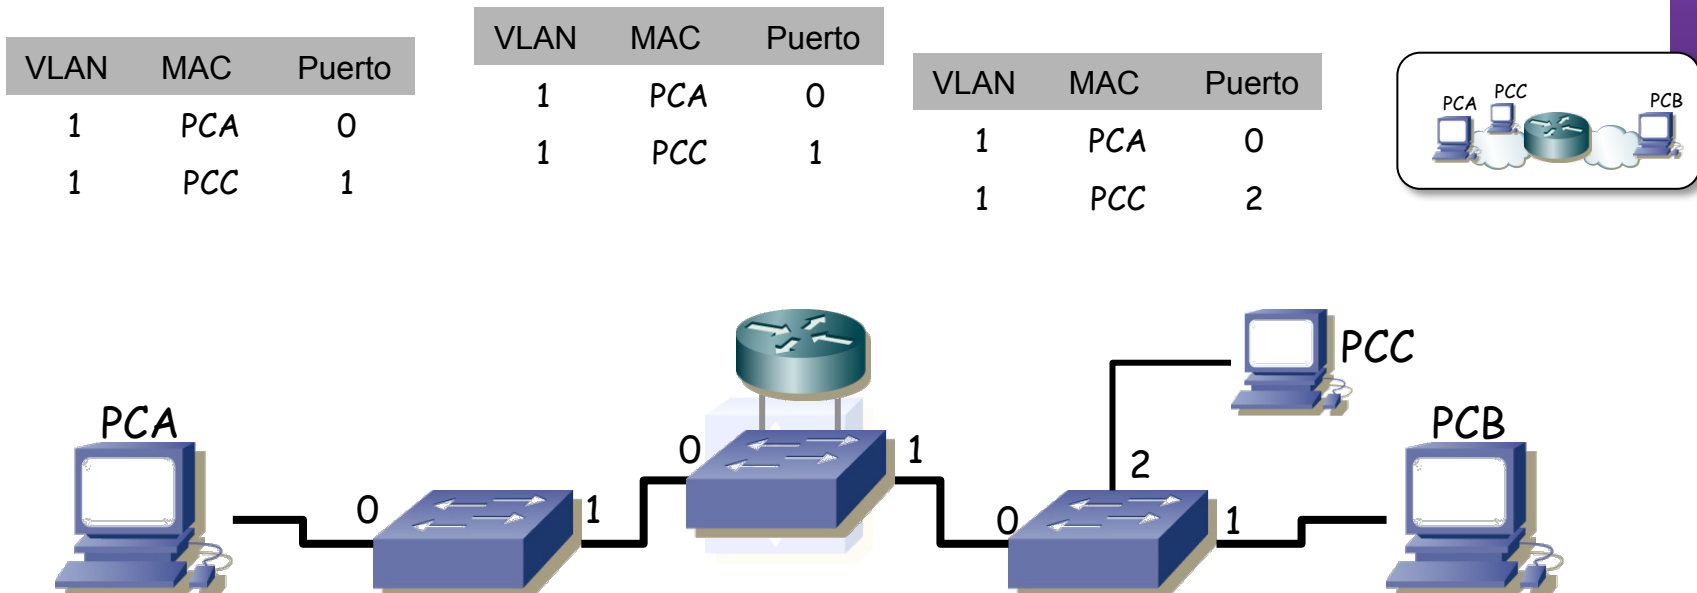 VLAN MAC Puerto
1 PCA 0
1 PCC 1
VLAN MAC Puerto
1 PCA 0
1 PCC 1
VLAN MAC Puerto
1 PCA 0
1 PCC 2
PCA PCC PCB
PCC
PCA
PCB
0 1
2
0 1
0 1